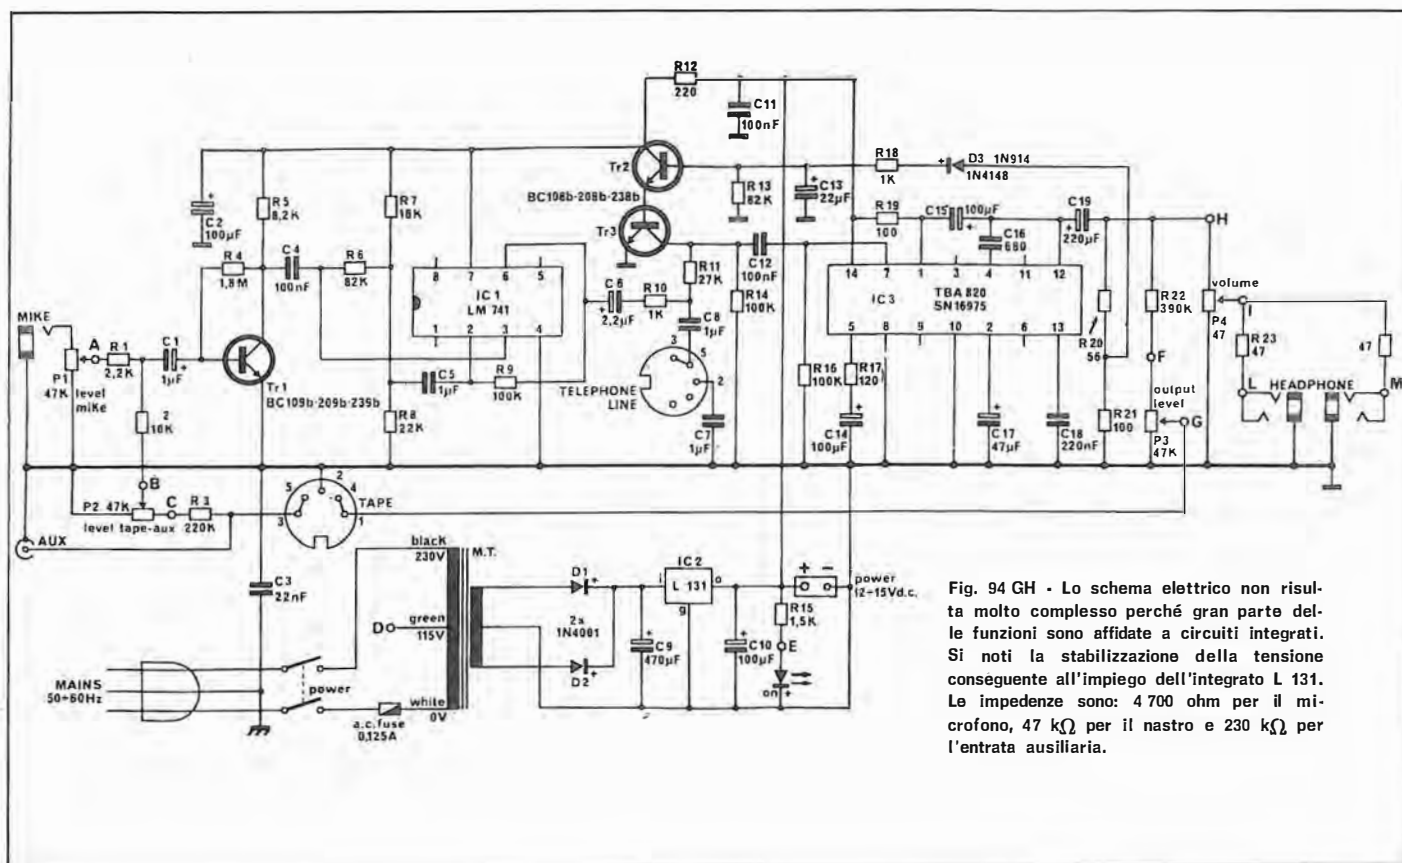 R12
220
C11
100nF
Tr2
BC108b-208b-238b
Tr3
R13
82K
C13
22µF
R18
1K
D3 1N914
1N4148
R19
100
C15
100µF
C16
680
C19
220µF
H
C2
100µF
R5
8,2K
R7
18K
R4
1,8M
C4
100nF
R6
82K
8
7
6
5
IC1
LM 741
1
2
3
4
C6
2,2µF
R10
1K
R11
27K
C12
100nF
R14
100K
C8
1µF
14
7
1
3
4
11
12
IC3
TBA 820
SN16975
5
8
9
10
2
6
13
R20
56
R22
390K
volume
P4
47
I
R23
47
47
L
HEADPHONE
M
MIKE
A
R1
2,2K
C1
1µF
P1
47K
level
mike
Tr1
BC109b-209b-239b
2
18K
C5
1µF
R9
100K
R8
22K
TELEPHONE
LINE
3
5
2
C7
1µF
R16
100K
R17
120
C14
100µF
C17
47µF
C18
220nF
F
output
level
R21
100
P3
47K
G
B
P2 47K
level tape-aux
C
R3
220K
5
2
4
3
1
TAPE
AUX
C3
22nF
black
230V
M.T.
D
green
115V
white
0V
MAINS
50÷60Hz
power
a.c.fuse
0,125A
D1
2x
1N4001
D2
IC2
i
L 131
o
g
C9
470µF
C10
100µF
+ -
power
12÷15Vd.c.
R15
1,5K
E
on
Fig. 94 GH - Lo schema elettrico non risul-
ta molto complesso perché gran parte del-
le funzioni sono affidate a circuiti integrati.
Si noti la stabilizzazione della tensione
conseguente all'impiego dell'integrato L 131.
Le impedenze sono: 4 700 ohm per il mi-
crofono, 47 kΩ per il nastro e 230 kΩ per
l'entrata ausiliaria.